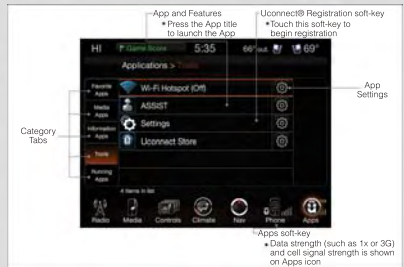 App and Features
• Press the App title
to launch the App
Uconnect® Registration soft-key
• Touch this soft-key to
begin registration
HI
Game Score
5:35
66° out
69°
Applications > Tools
Favorite
Apps
Media
Apps
Information
Apps
Tools
Running
Apps
Wi-Fi Hotspot (Off)
ASSIST
Settings
Uconnect Store
4 items in list
App
Settings
Category
Tabs
Radio
Media
Controls
Climate
Nav
Phone
Apps
Apps soft-key
• Data strength (such as 1x or 3G)
and cell signal strength is shown
on Apps icon